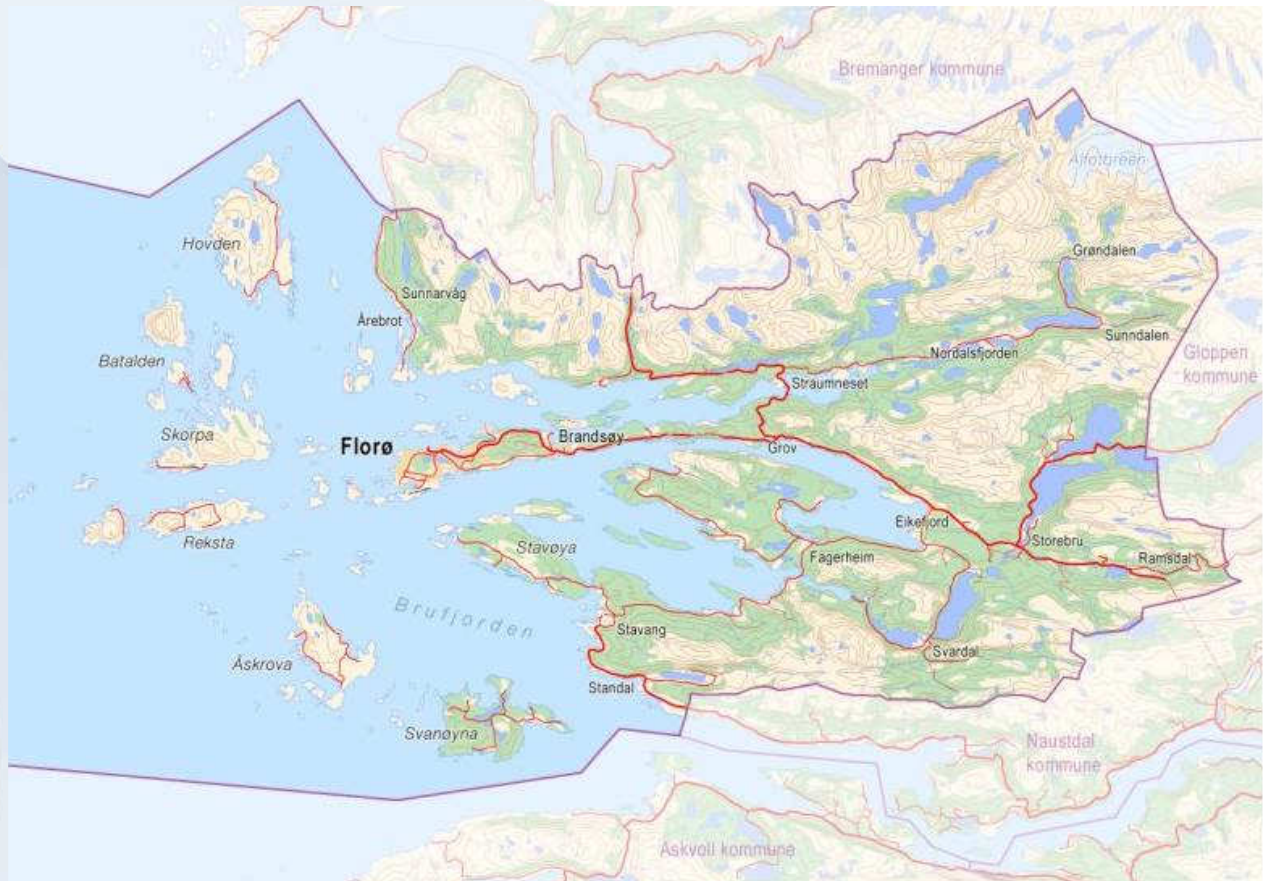 Bremanger kommune
Ålfotbreen
Hovden
Grøndalen
Sunnarvåg
Årebrot
Sunndalen
Batalden
Nordalsfjorden
Gloppen
kommune
Straumneset
Skorpa
Florø
Brandsøy
Grov
Eikefjord
Storebru
Reksta
Stavøya
Fagerheim
Ramsdal
Brufjorden
Stavang
Svardal
Askrova
Standal
Svanøyna
Naustdal
kommune
Askvoll kommune